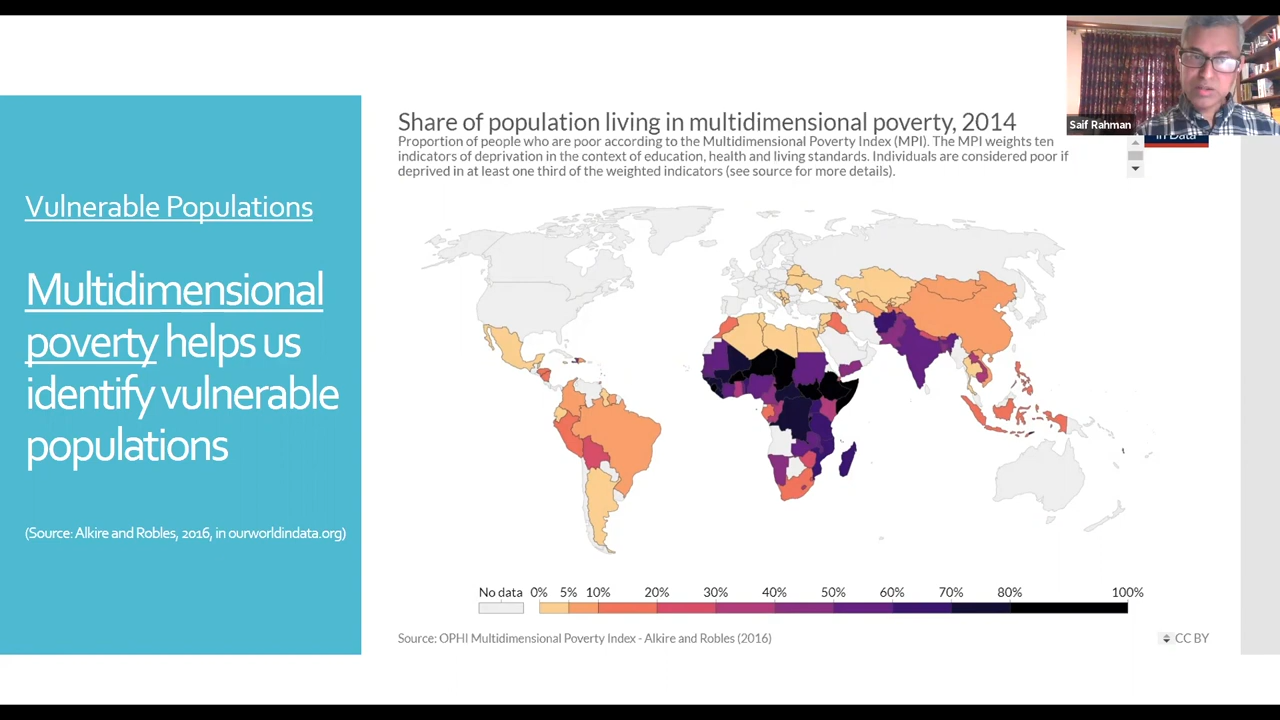 Vulnerable Populations
Multidimensional
poverty helps us
identify vulnerable
populations
(Source: Alkire and Robles, 2016, in ourworldindata.org)
Share of population living in multidimensional poverty, 2014
Proportion of people who are poor according to the Multidimensional Poverty Index (MPI). The MPI weights ten
indicators of deprivation in the context of education, health and living standards. Individuals are considered poor if
deprived in at least one third of the weighted indicators (see source for more details).
Saif Rahman
in Data
No data 0% 5% 10% 20% 30% 40% 50% 60% 70% 80% 100%
Source: OPHI Multidimensional Poverty Index - Alkire and Robles (2016)
CC BY